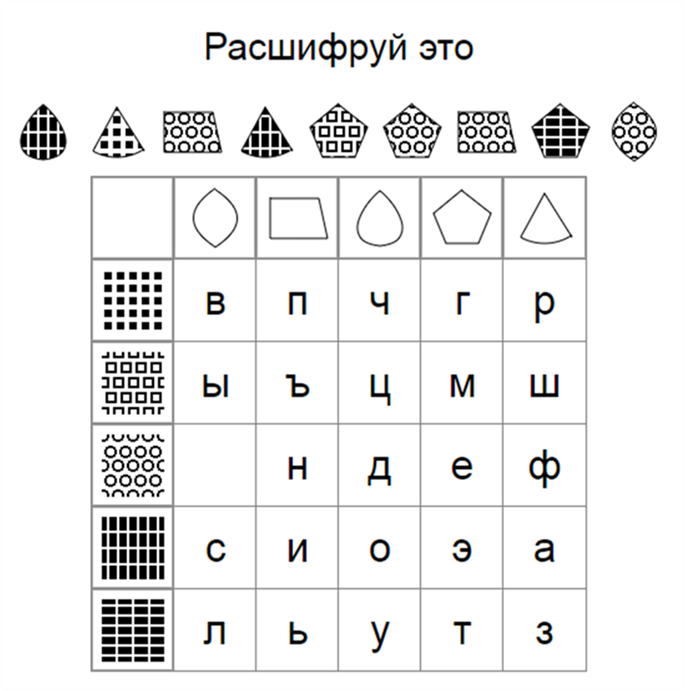 Расшифруй это
в п ч г р
ы ъ ц м ш
н д е ф
с и о э а
л ь у т з